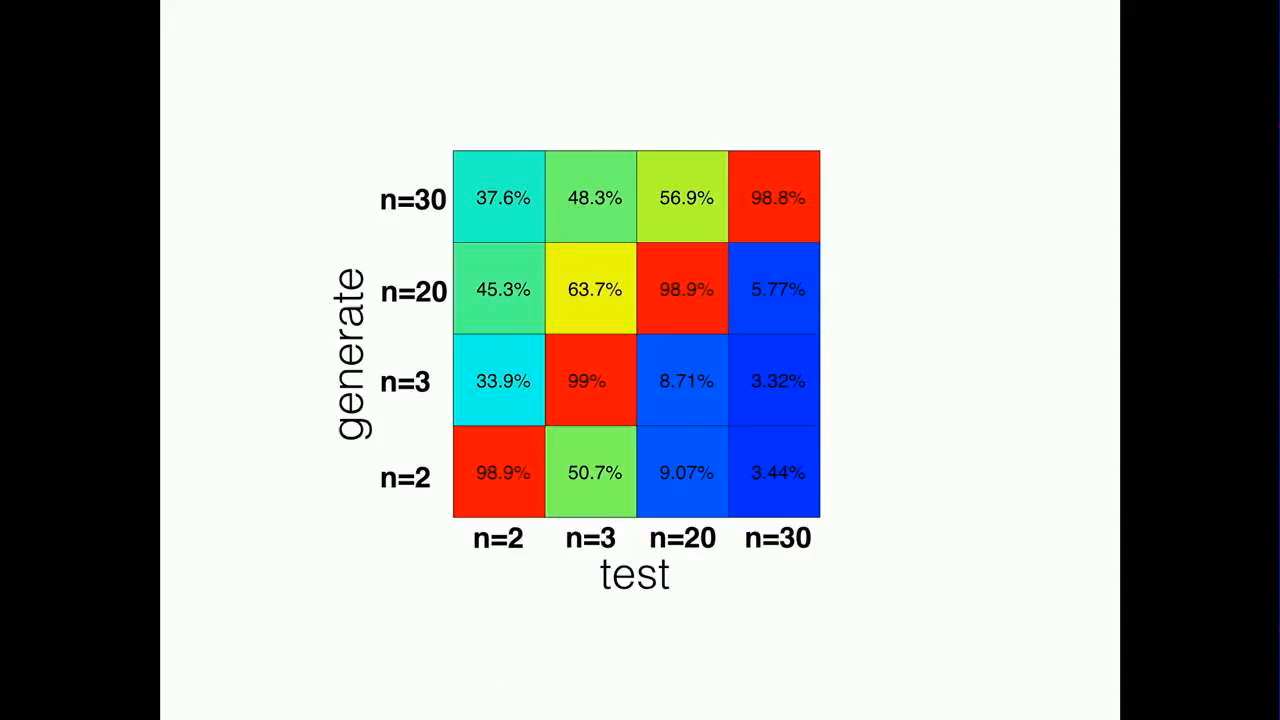 n=30 37.6% 48.3% 56.9% 98.8%
n=20 45.3% 63.7% 98.9% 5.77%
n=3 33.9% 99% 8.71% 3.32%
n=2 98.9% 50.7% 9.07% 3.44%
generate
n=2 n=3 n=20 n=30
test